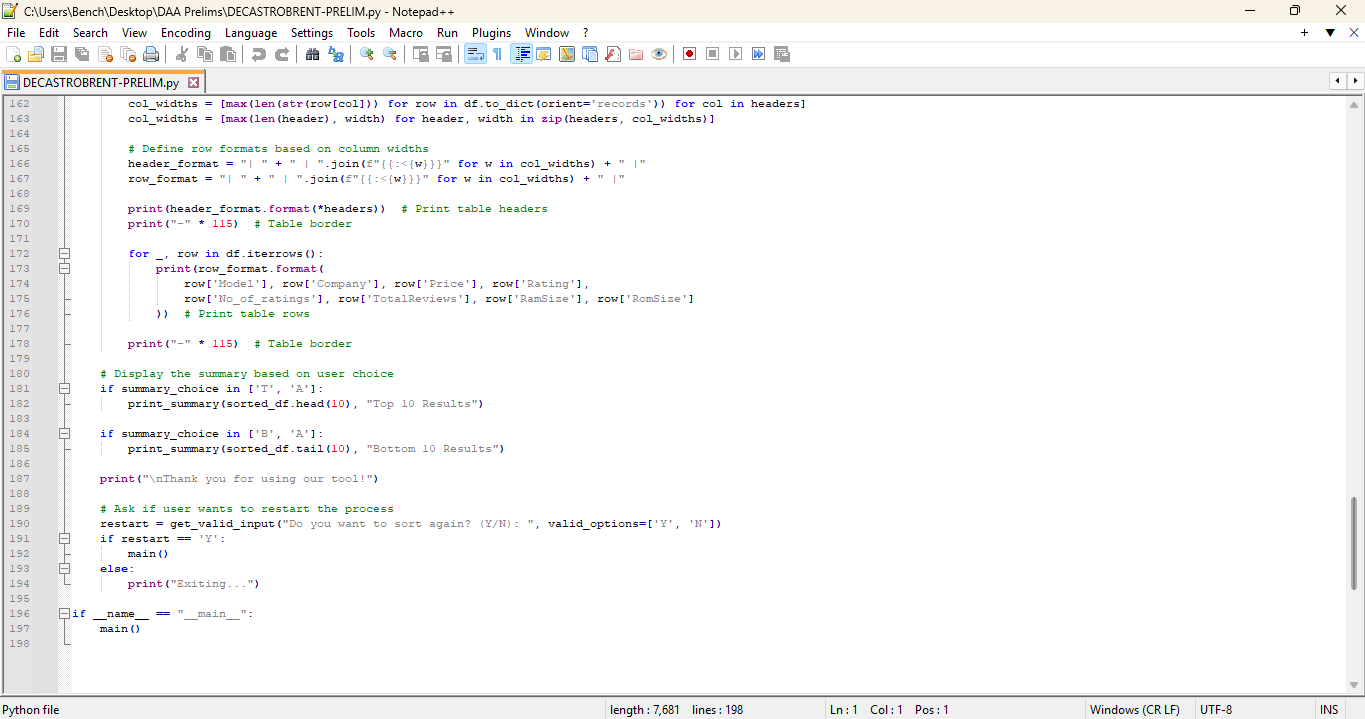 C:\Users\Bench\Desktop\DAA Prelims\DECASTROBRENT-PRELIM.py - Notepad++
File Edit Search View Encoding Language Settings Tools Macro Run Plugins Window ?
DECASTROBRENT-PRELIM.py
162 col_widths = [max(len(str(row[col])) for row in df.to_dict(orient='records')) for col in headers]
163 col_widths = [max(len(header), width) for header, width in zip(headers, col_widths)]
164
165 # Define row formats based on column widths
166 header_format = "| " + " | ".join(f"{{:<{w}}}" for w in col_widths) + " |"
167 row_format = "| " + " | ".join(f"{{:<{w}}}" for w in col_widths) + " |"
168
169 print(header_format.format(*headers))  # Print table headers
170 print("-" * 115)  # Table border
171
172 for _, row in df.iterrows():
173 print(row_format.format(
174 row['Model'], row['Company'], row['Price'], row['Rating'],
175 row['No_of_ratings'], row['TotalReviews'], row['RamSize'], row['RomSize']
176 ))  # Print table rows
177
178 print("-" * 115)  # Table border
179
180 # Display the summary based on user choice
181 if summary_choice in ['T', 'A']:
182 print_summary(sorted_df.head(10), "Top 10 Results")
183
184 if summary_choice in ['B', 'A']:
185 print_summary(sorted_df.tail(10), "Bottom 10 Results")
186
187 print("\nThank you for using our tool!")
188
189 # Ask if user wants to restart the process
190 restart = get_valid_input("Do you want to sort again? (Y/N): ", valid_options=['Y', 'N'])
191 if restart == 'Y':
192 main()
193 else:
194 print("Exiting...")
195
196 if __name__ == "__main__":
197 main()
198
Python file length : 7,681 lines : 198 Ln : 1 Col : 1 Pos : 1 Windows (CR LF) UTF-8 INS